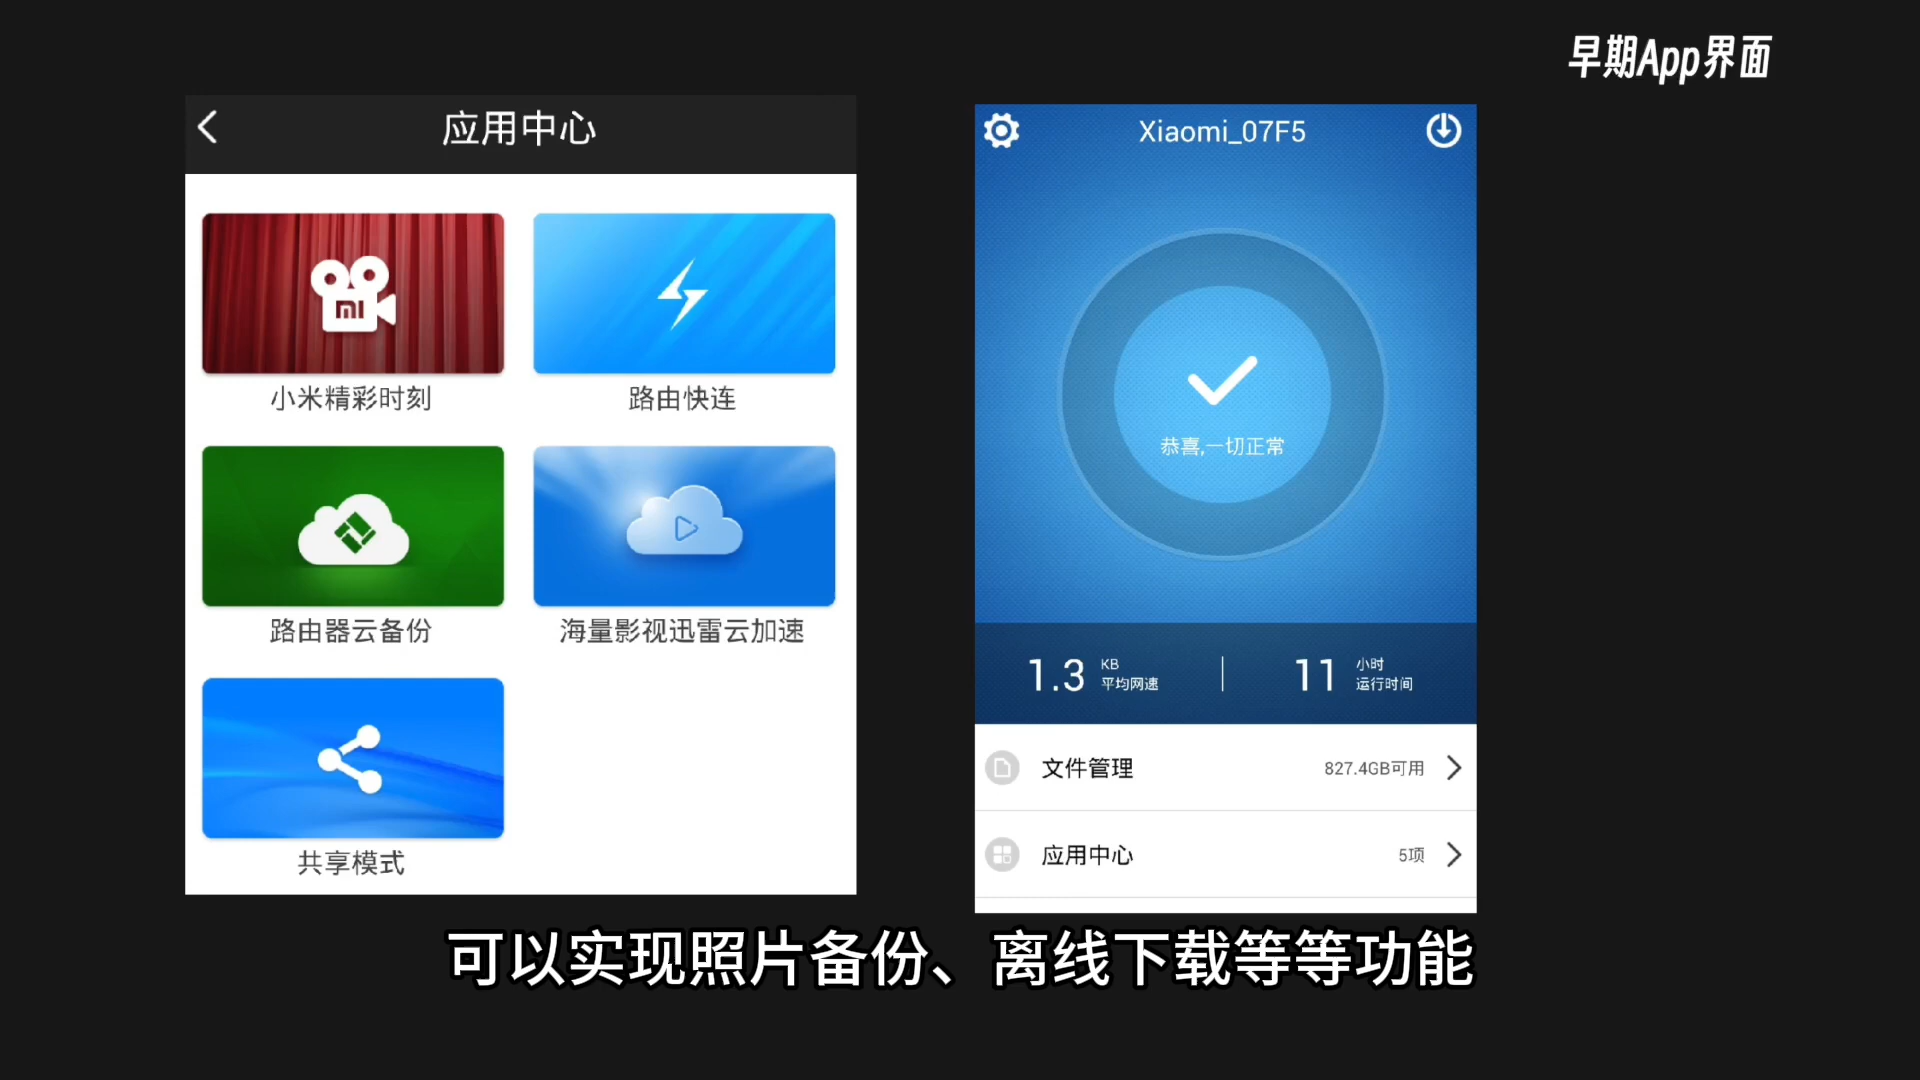 早期App界面
应用中心
小米精彩时刻
路由快连
路由器云备份
海量影视迅雷云加速
共享模式
Xiaomi_07F5
恭喜,一切正常
1.3 KB 平均网速
11 小时 运行时间
文件管理 827.4GB可用
应用中心 5项
可以实现照片备份、离线下载等等功能